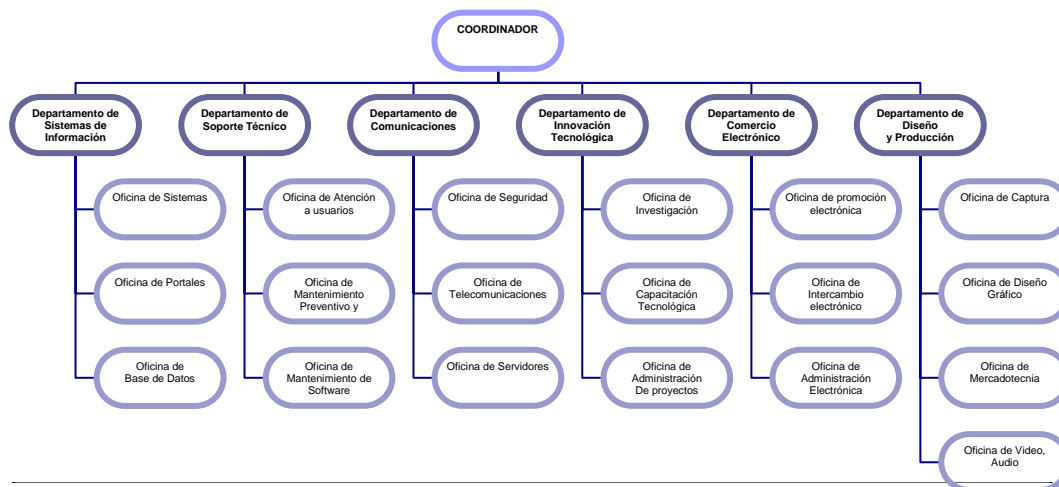 COORDINADOR
Departamento de
Sistemas de
Información
Departamento de
Soporte Técnico
Departamento de
Comunicaciones
Departamento de
Innovación
Tecnológica
Departamento de
Comercio
Electrónico
Departamento de
Diseño
y Producción
Oficina de Sistemas
Oficina de Atención
a usuarios
Oficina de Seguridad
Oficina de
Investigación
Oficina de promoción
electrónica
Oficina de Captura
Oficina de Portales
Oficina de
Mantenimiento
Preventivo y
Oficina de
Telecomunicaciones
Oficina de
Capacitación
Tecnológica
Oficina de
Intercambio
electrónico
Oficina de Diseño
Gráfico
Oficina de
Base de Datos
Oficina de
Mantenimiento de
Software
Oficina de Servidores
Oficina de
Administración
De proyectos
Oficina de
Administración
Electrónica
Oficina de
Mercadotecnia
Oficina de Video,
Audio